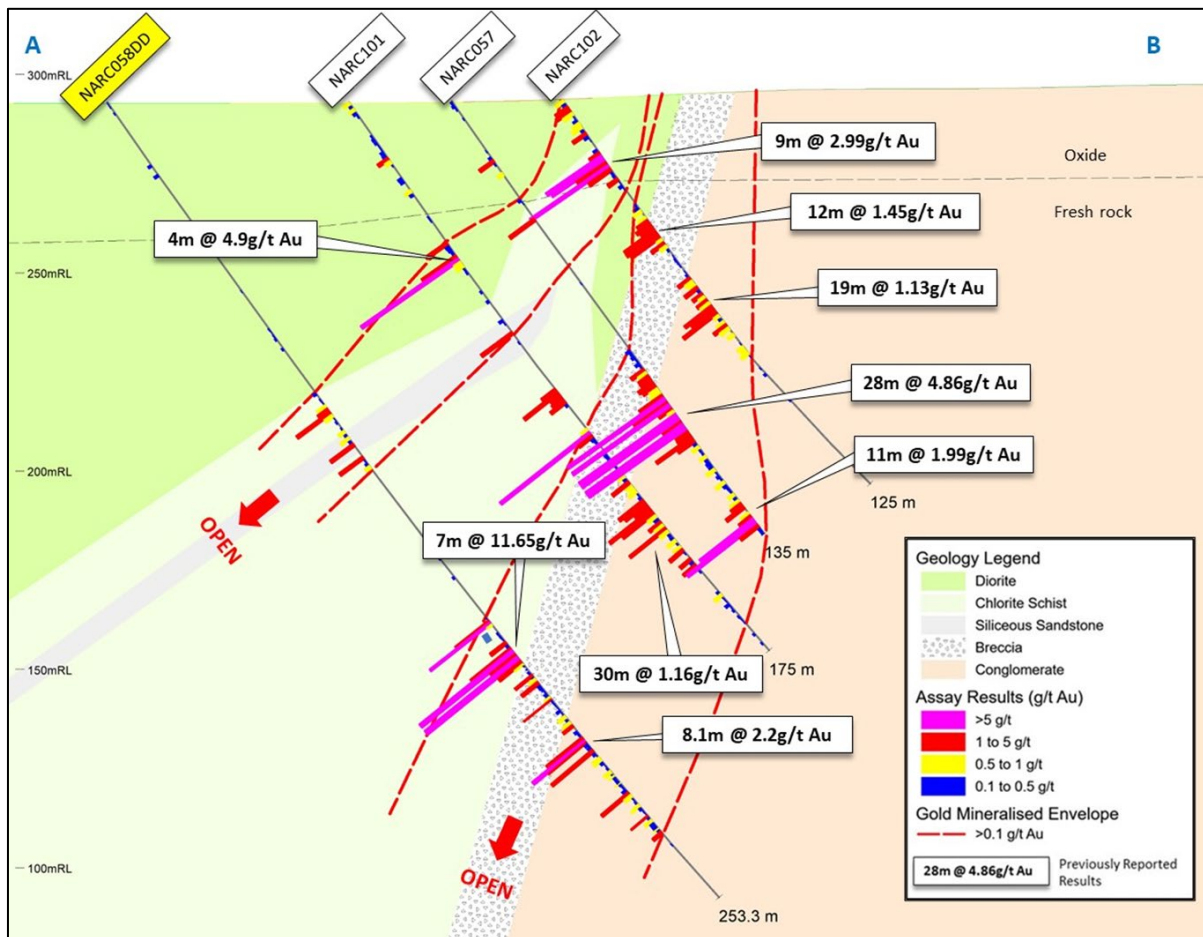 A
B
NARC058DD
NARC101
NARC057
NARC102
300mRL
250mRL
200mRL
150mRL
100mRL
Oxide
Fresh rock
9m @ 2.99g/t Au
12m @ 1.45g/t Au
4m @ 4.9g/t Au
19m @ 1.13g/t Au
28m @ 4.86g/t Au
11m @ 1.99g/t Au
7m @ 11.65g/t Au
30m @ 1.16g/t Au
8.1m @ 2.2g/t Au
125 m
135 m
175 m
253.3 m
OPEN
OPEN
Geology Legend
Diorite
Chlorite Schist
Siliceous Sandstone
Breccia
Conglomerate
Assay Results (g/t Au)
>5 g/t
1 to 5 g/t
0.5 to 1 g/t
0.1 to 0.5 g/t
Gold Mineralised Envelope
>0.1 g/t Au
28m @ 4.86g/t Au
Previously Reported
Results